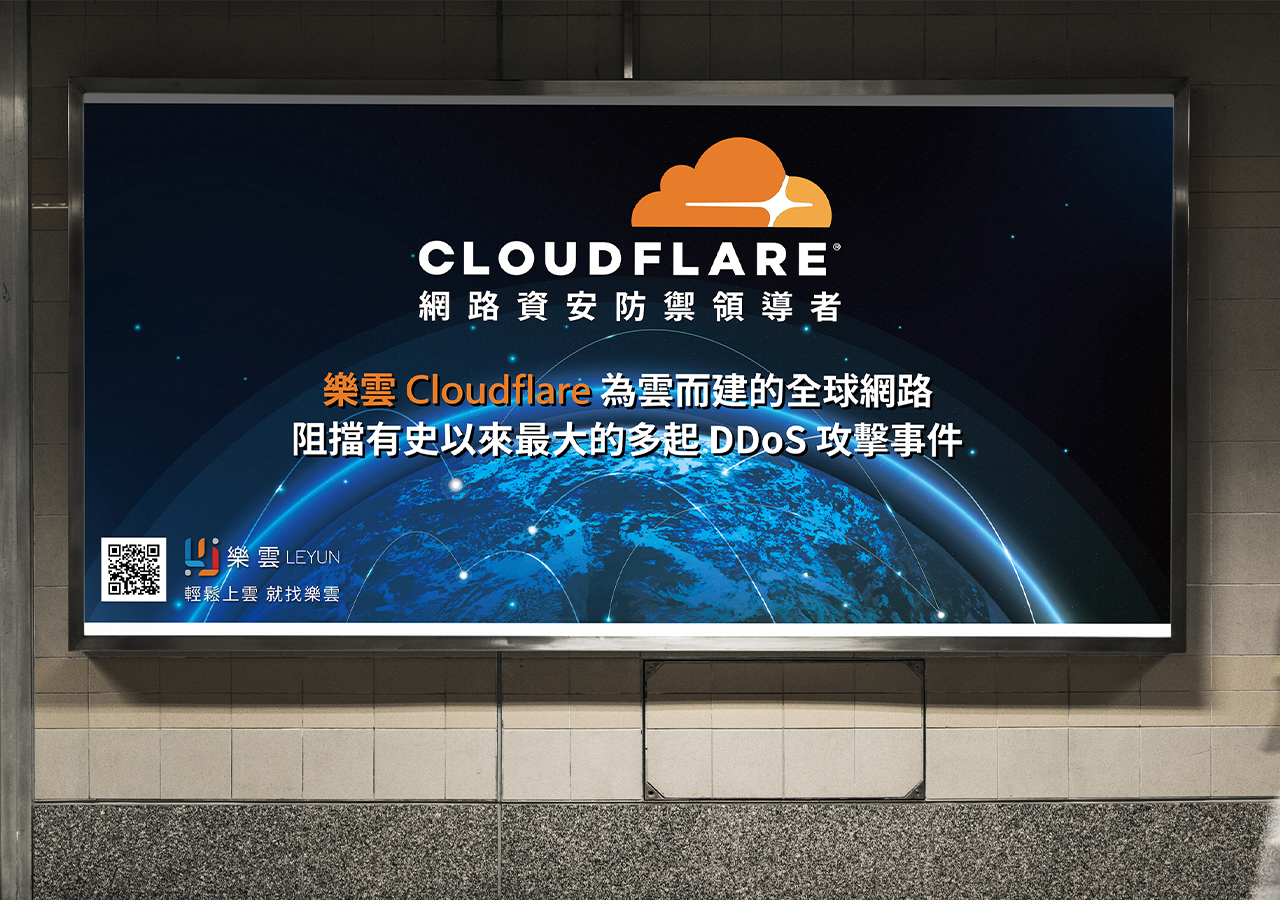 CLOUDFLARE®
網路資安防禦領導者
樂雲 Cloudflare 為雲而建的全球網路
阻擋有史以來最大的多起 DDoS 攻擊事件
樂雲 LEYUN
輕鬆上雲 就找樂雲